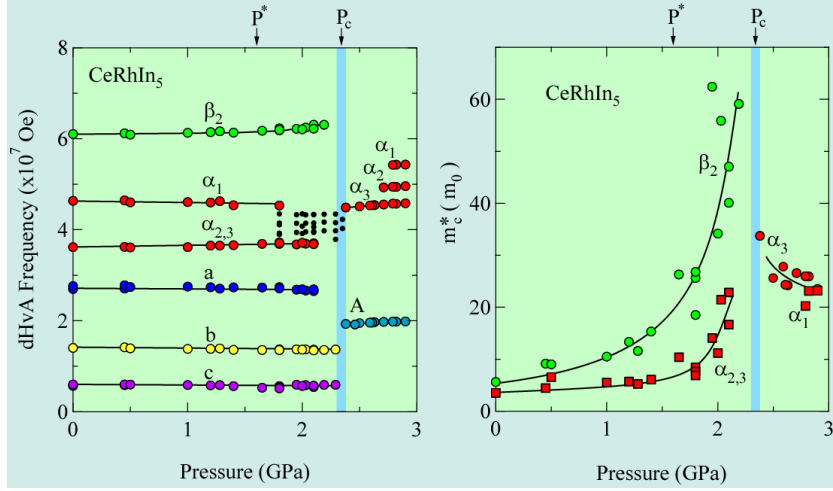 P* Pc
CeRhIn5
β2
α1
α2
α1
α3
α2,3
a
A
b
c
8
6
4
2
0
0 1 2 3
dHvA Frequency (x10^7 Oe)
Pressure (GPa)
P* Pc
CeRhIn5
β2
α3
α1
α2,3
60
40
20
0
0 1 2 3
m*c ( m0 )
Pressure (GPa)